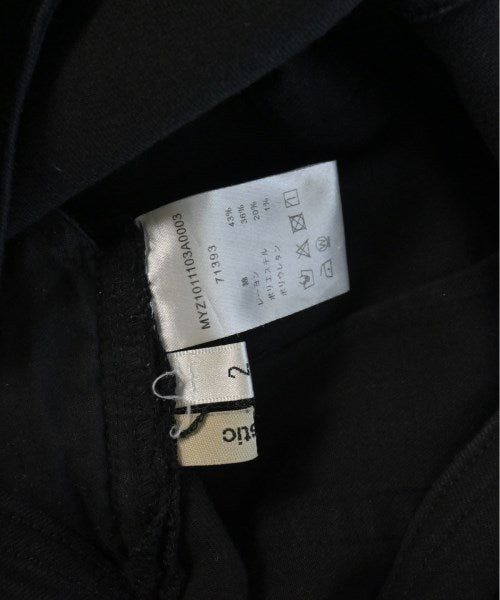 MYZ1011103A0003
71393
綿 43%
レーヨン 36%
ポリエステル 20%
ポリウレタン 1%
2
stic